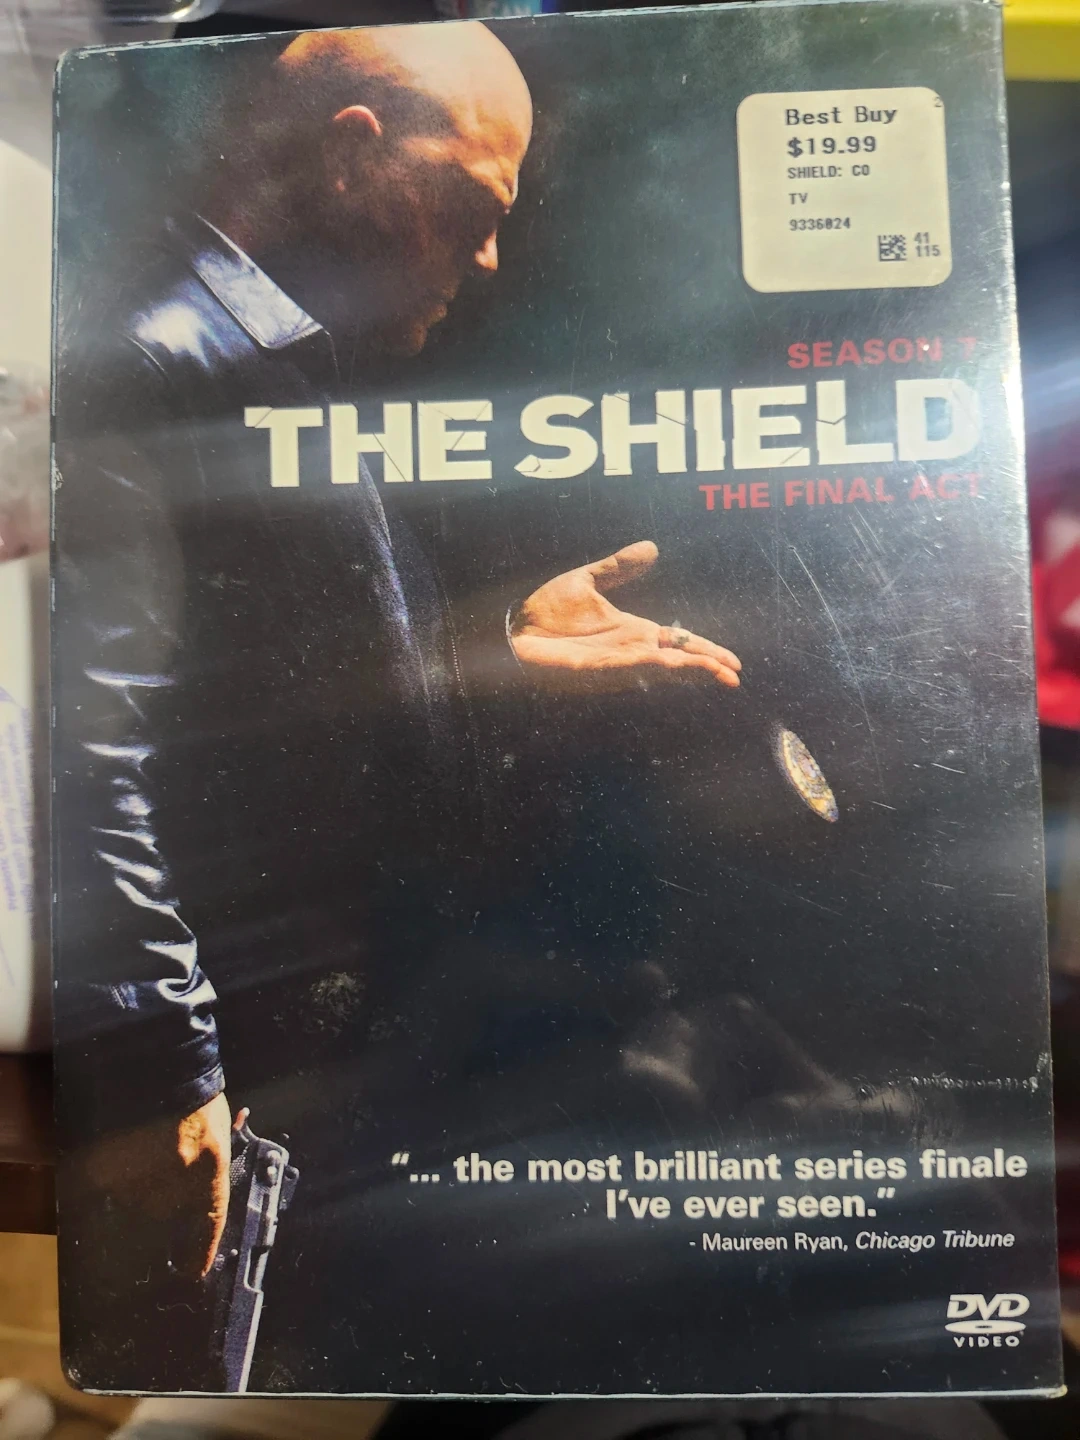 Best Buy
$19.99
SHIELD: CO
TV
9336024
41
115
SEASON 7
THE SHIELD
THE FINAL ACT
"... the most brilliant series finale
I've ever seen."
- Maureen Ryan, Chicago Tribune
DVD
VIDEO